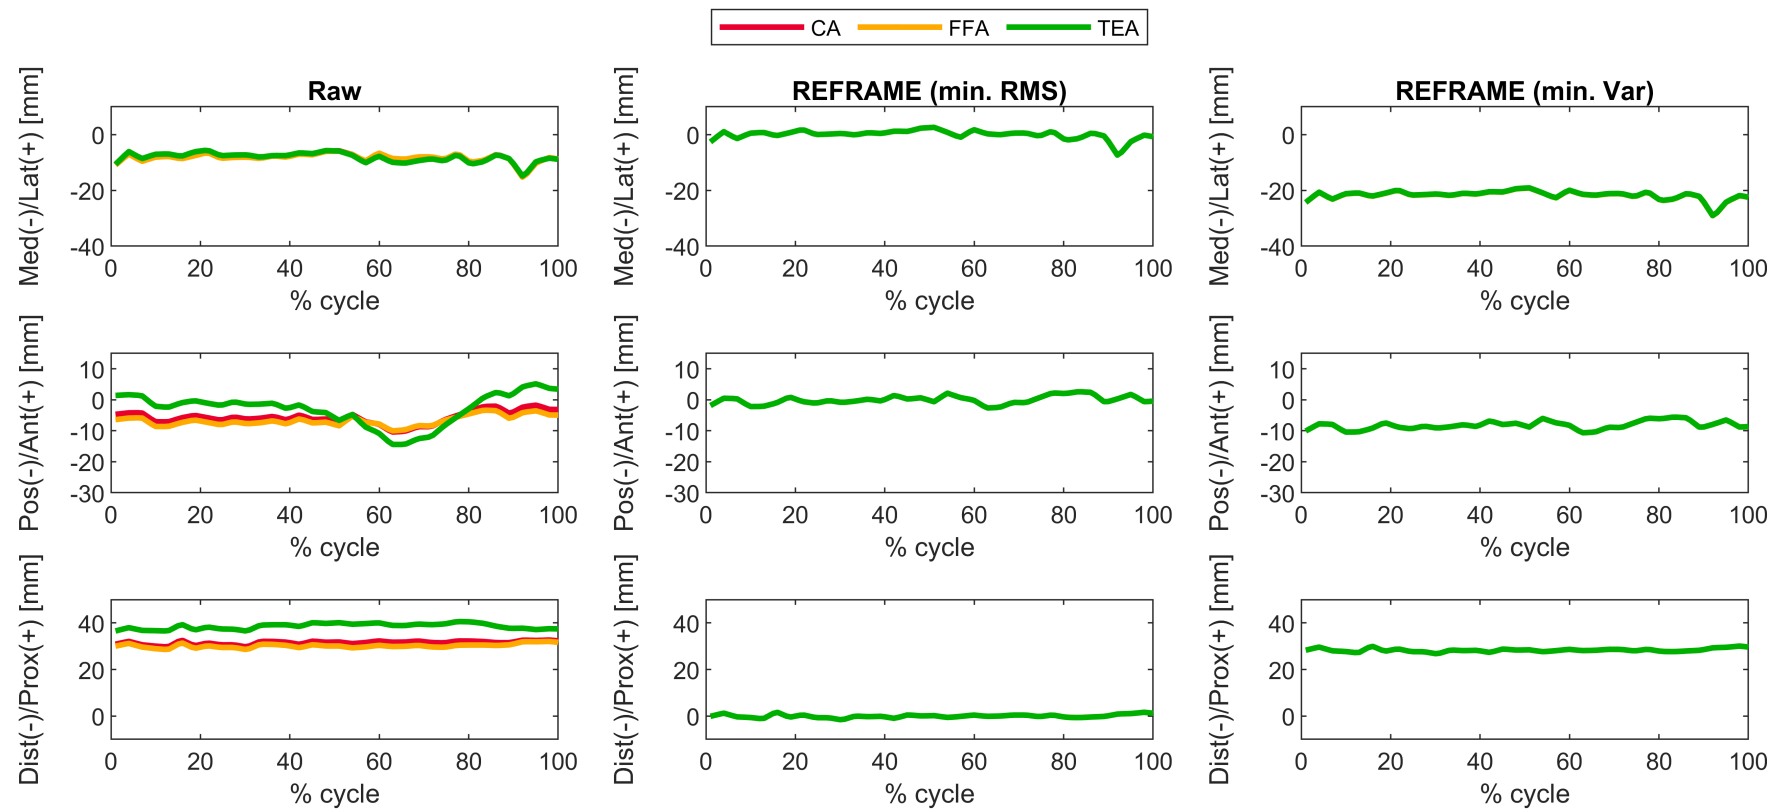 CA FFA TEA
Raw
Med(-)/Lat(+) [mm]
0
-20
-40
0 20 40 60 80 100
% cycle
REFRAME (min. RMS)
Med(-)/Lat(+) [mm]
0
-20
-40
0 20 40 60 80 100
% cycle
REFRAME (min. Var)
Med(-)/Lat(+) [mm]
0
-20
-40
0 20 40 60 80 100
% cycle
Pos(-)/Ant(+) [mm]
10
0
-10
-20
-30
0 20 40 60 80 100
% cycle
Pos(-)/Ant(+) [mm]
10
0
-10
-20
-30
0 20 40 60 80 100
% cycle
Pos(-)/Ant(+) [mm]
10
0
-10
-20
-30
0 20 40 60 80 100
% cycle
Dist(-)/Prox(+) [mm]
40
20
0
0 20 40 60 80 100
% cycle
Dist(-)/Prox(+) [mm]
40
20
0
0 20 40 60 80 100
% cycle
Dist(-)/Prox(+) [mm]
40
20
0
0 20 40 60 80 100
% cycle